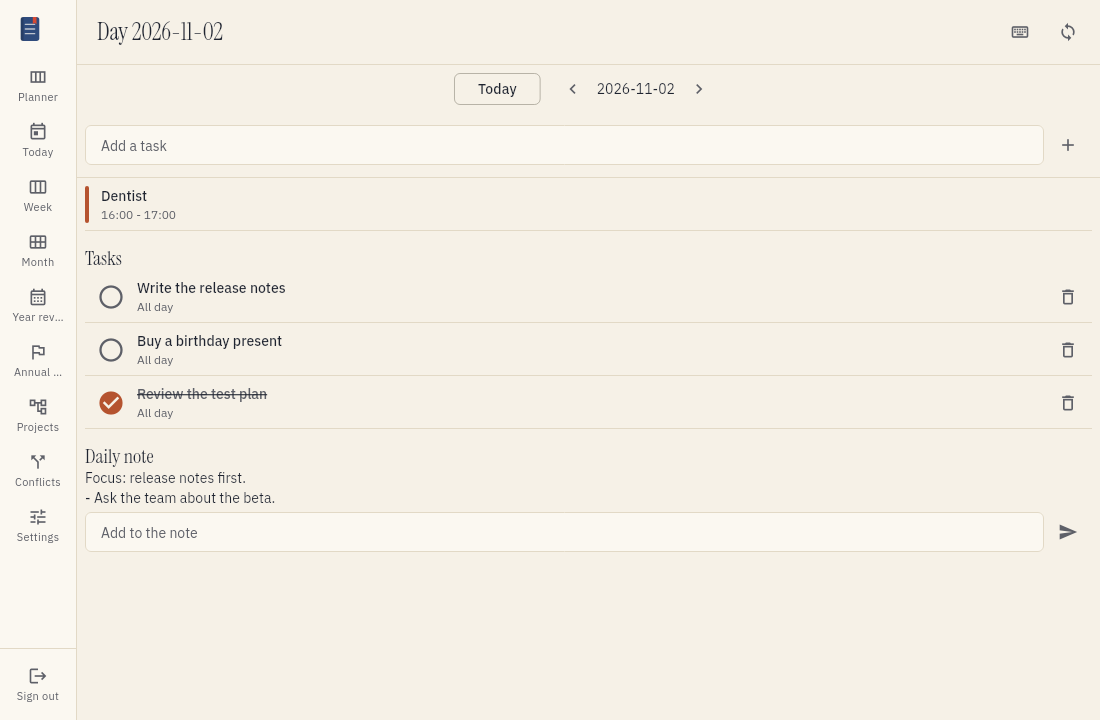 Day 2026-11-02
Planner
Today
Week
Month
Year rev...
Annual ...
Projects
Conflicts
Settings
Sign out
Today
2026-11-02
Add a task
Dentist
16:00 - 17:00
Tasks
Write the release notes
All day
Buy a birthday present
All day
Review the test plan
All day
Daily note
Focus: release notes first.
- Ask the team about the beta.
Add to the note